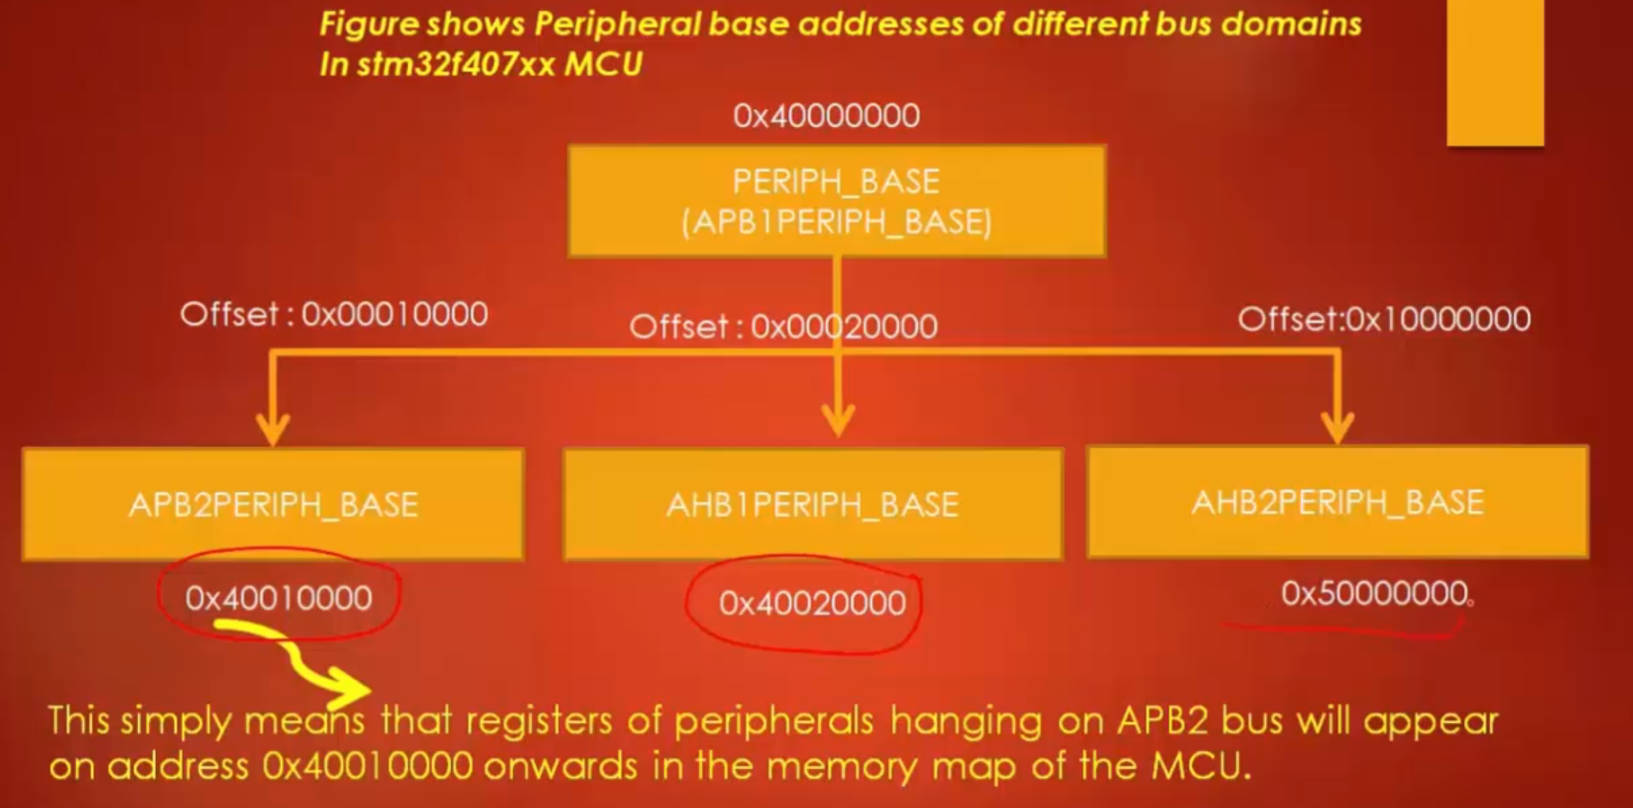 Figure shows Peripheral base addresses of different bus domains
In stm32f407xx MCU
0x40000000
PERIPH_BASE
(APB1PERIPH_BASE)
Offset : 0x00010000
Offset : 0x00020000
Offset:0x10000000
APB2PERIPH_BASE
AHB1PERIPH_BASE
AHB2PERIPH_BASE
0x40010000
0x40020000
0x50000000
This simply means that registers of peripherals hanging on APB2 bus will appear
on address 0x40010000 onwards in the memory map of the MCU.